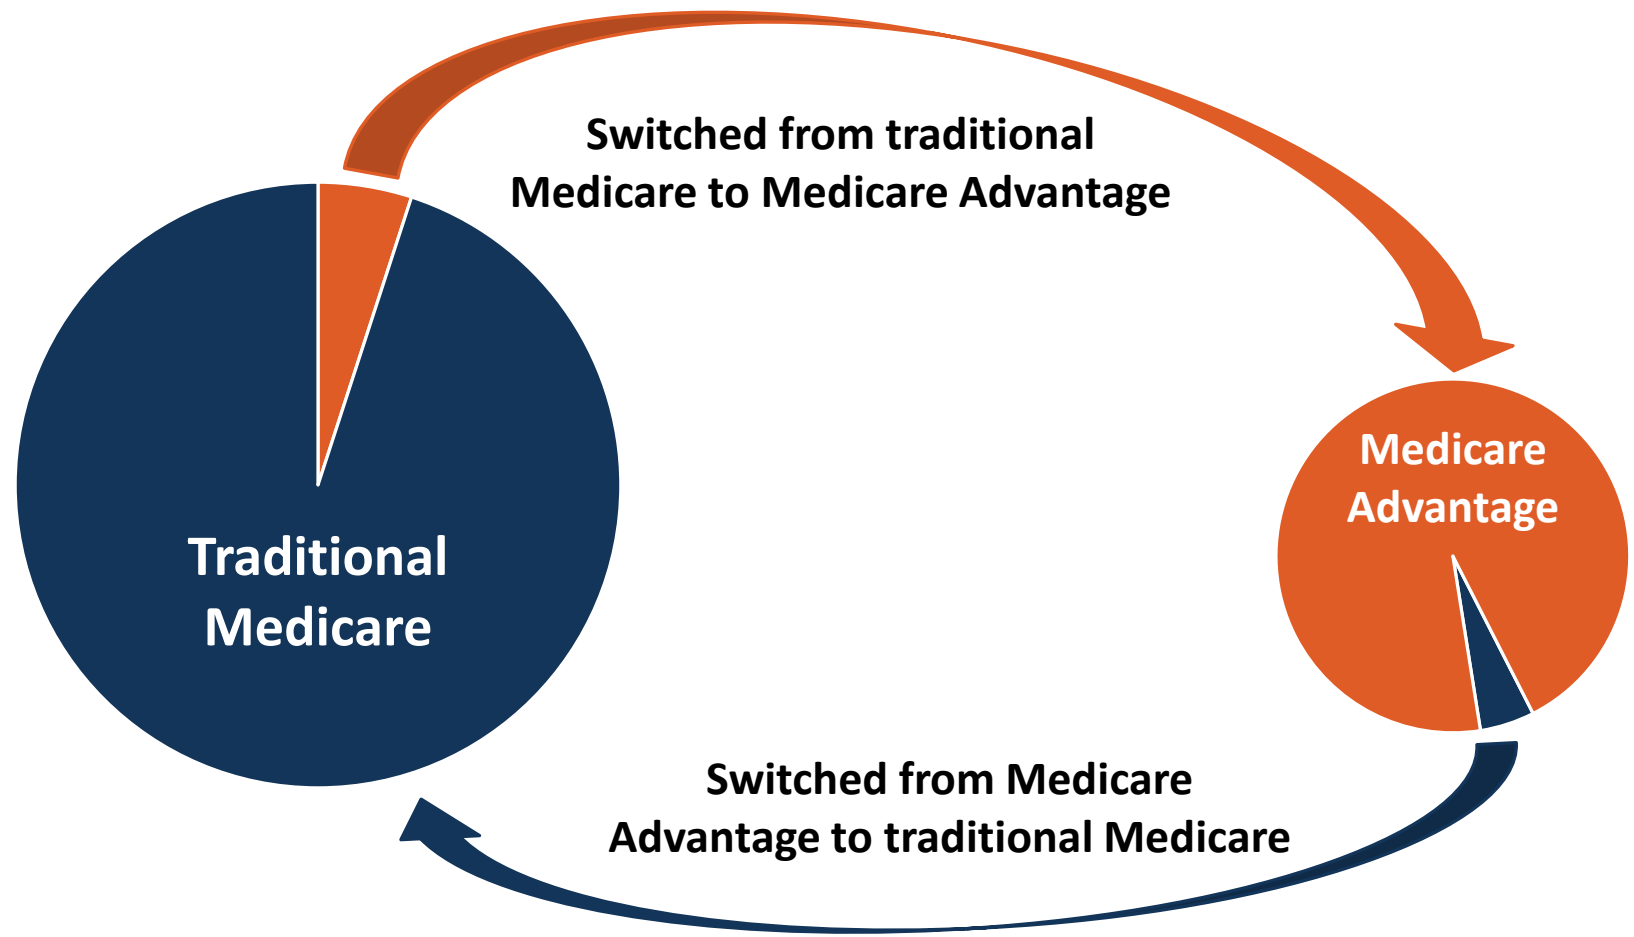 Switched from traditional
Medicare to Medicare Advantage
Medicare
Advantage
Traditional
Medicare
Switched from Medicare
Advantage to traditional Medicare